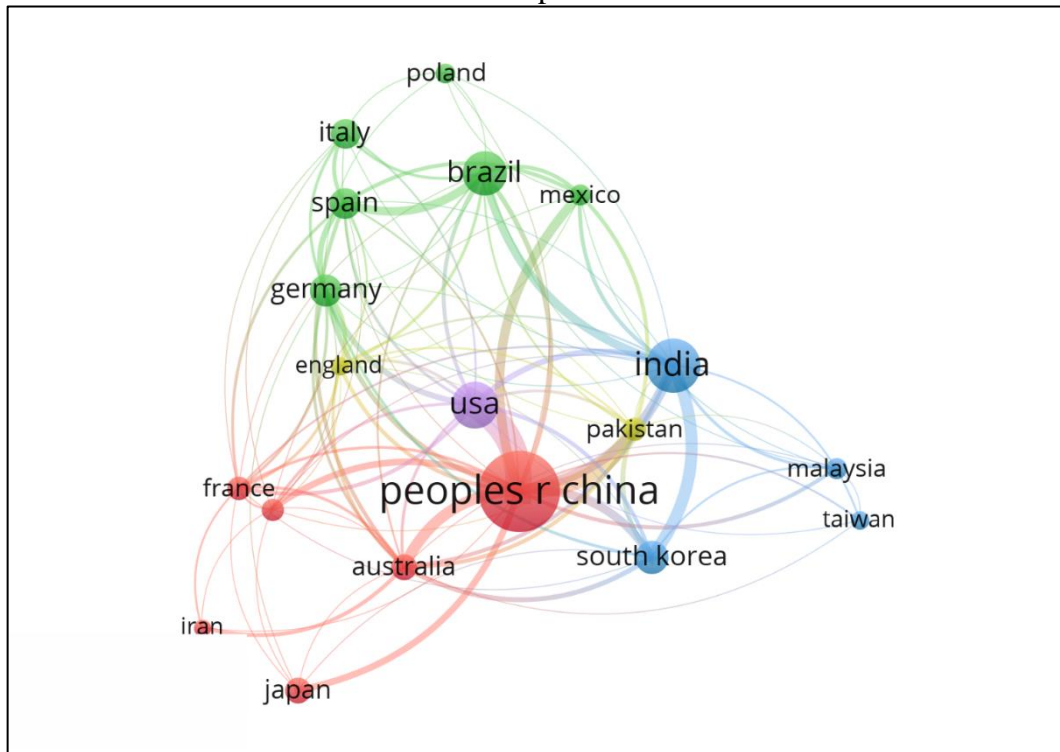 poland
italy
brazil
spain
mexico
germany
england
india
usa
pakistan
malaysia
france
peoples r china
taiwan
south korea
australia
iran
japan